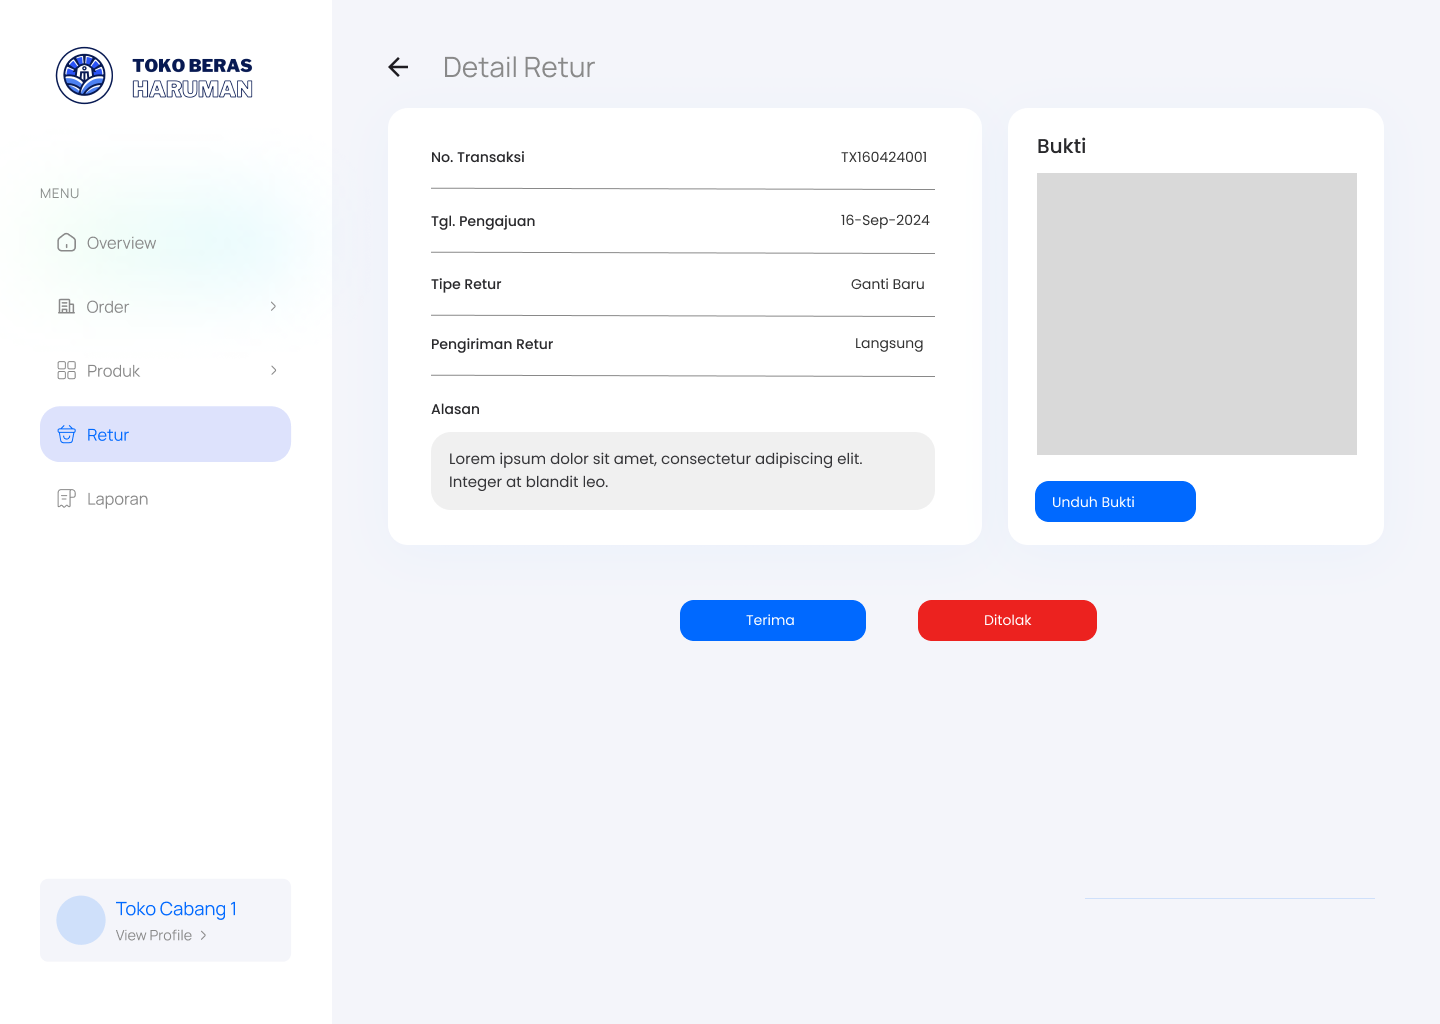 TOKO BERAS
HARUMAN
MENU
Overview
Order
Produk
Retur
Laporan
Toko Cabang 1
View Profile
Detail Retur
No. Transaksi TX160424001
Tgl. Pengajuan 16-Sep-2024
Tipe Retur Ganti Baru
Pengiriman Retur Langsung
Alasan
Lorem ipsum dolor sit amet, consectetur adipiscing elit.
Integer at blandit leo.
Bukti
Unduh Bukti
Terima
Ditolak